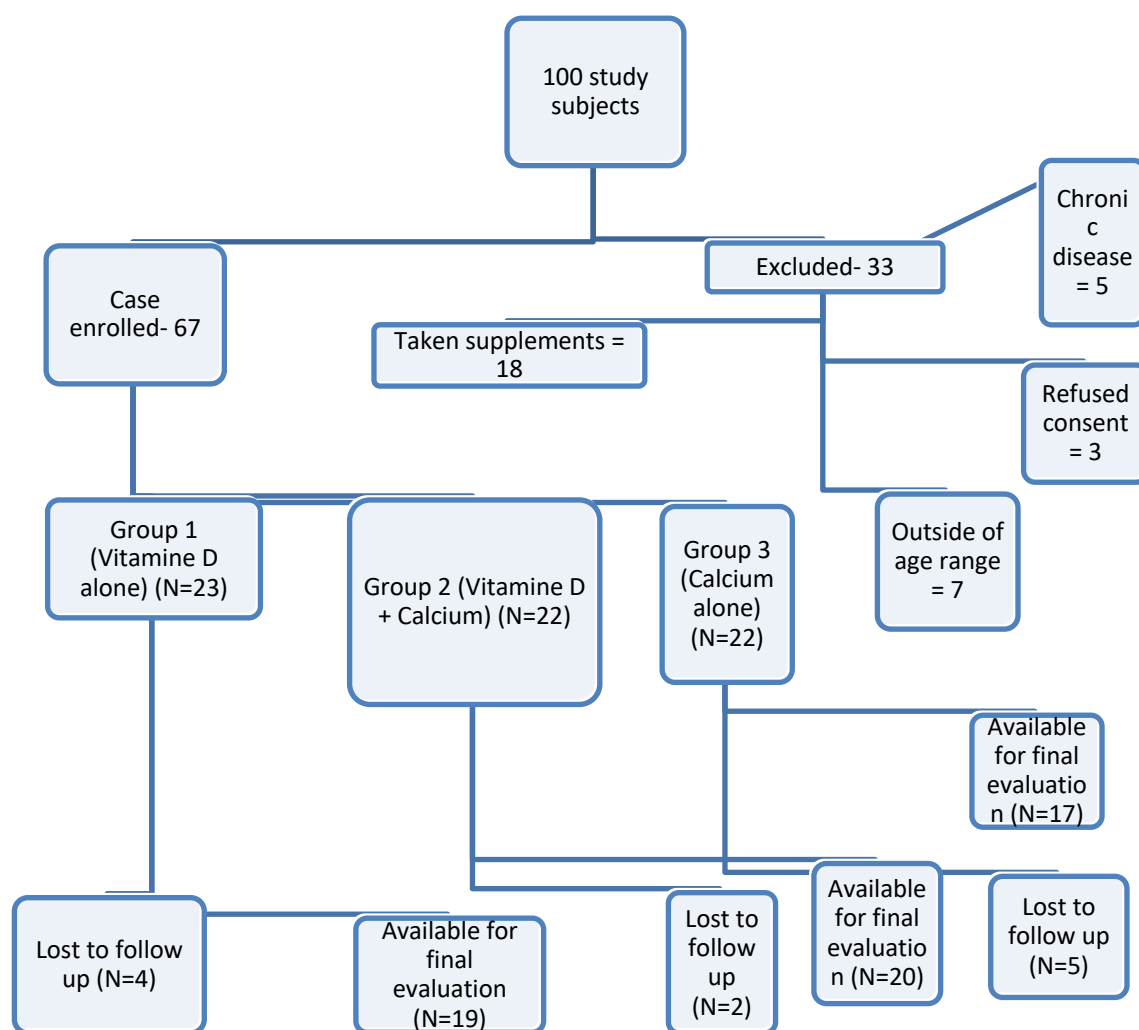 100 study
subjects
Chroni
c
disease
= 5
Excluded- 33
Case
enrolled- 67
Taken supplements =
18
Refused
consent
= 3
Outside of
age range
= 7
Group 1
(Vitamine D
alone) (N=23)
Group 2 (Vitamine D
+ Calcium) (N=22)
Group 3
(Calcium
alone)
(N=22)
Available
for final
evaluatio
n (N=17)
Lost to follow
up (N=4)
Available for
final
evaluation
(N=19)
Lost to
follow
up
(N=2)
Available
for final
evaluatio
n (N=20)
Lost to
follow up
(N=5)